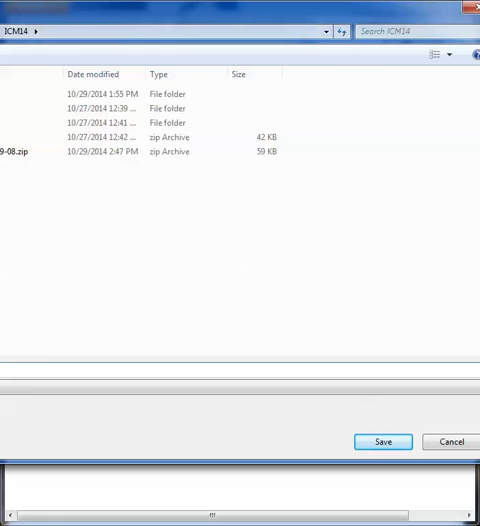 ICM14
Search ICM14
Date modified Type Size
10/29/2014 1:55 PM File folder
10/27/2014 12:39 ... File folder
10/27/2014 12:41 ... File folder
10/27/2014 12:42 ... zip Archive 42 KB
9-08.zip 10/29/2014 2:47 PM zip Archive 59 KB
Save Cancel